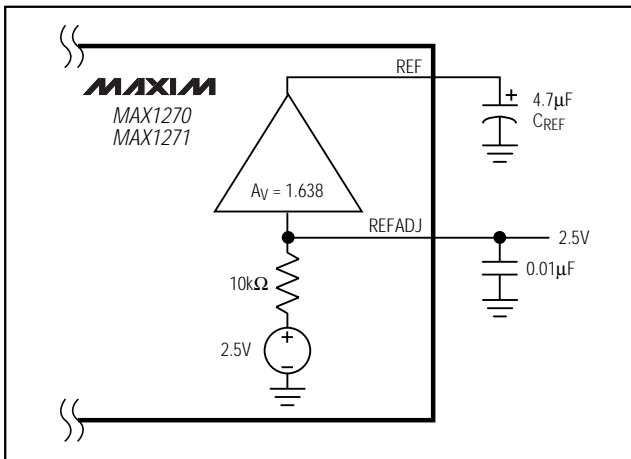 REF
MAXIM
MAX1270
MAX1271
+
4.7μF
CREF
AV = 1.638
REFADJ
2.5V
10kΩ
0.01μF
2.5V
+
−